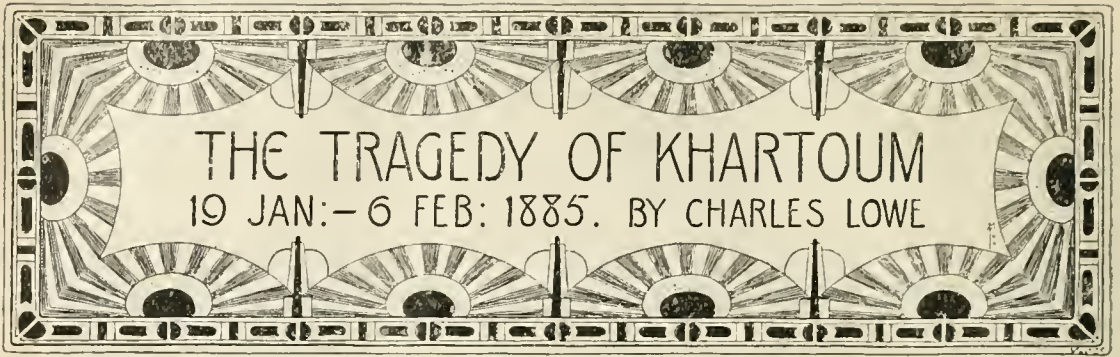 THE TRAGEDY OF KHARTOUM
19 JAN:– 6 FEB: 1885. BY CHARLES LOWE